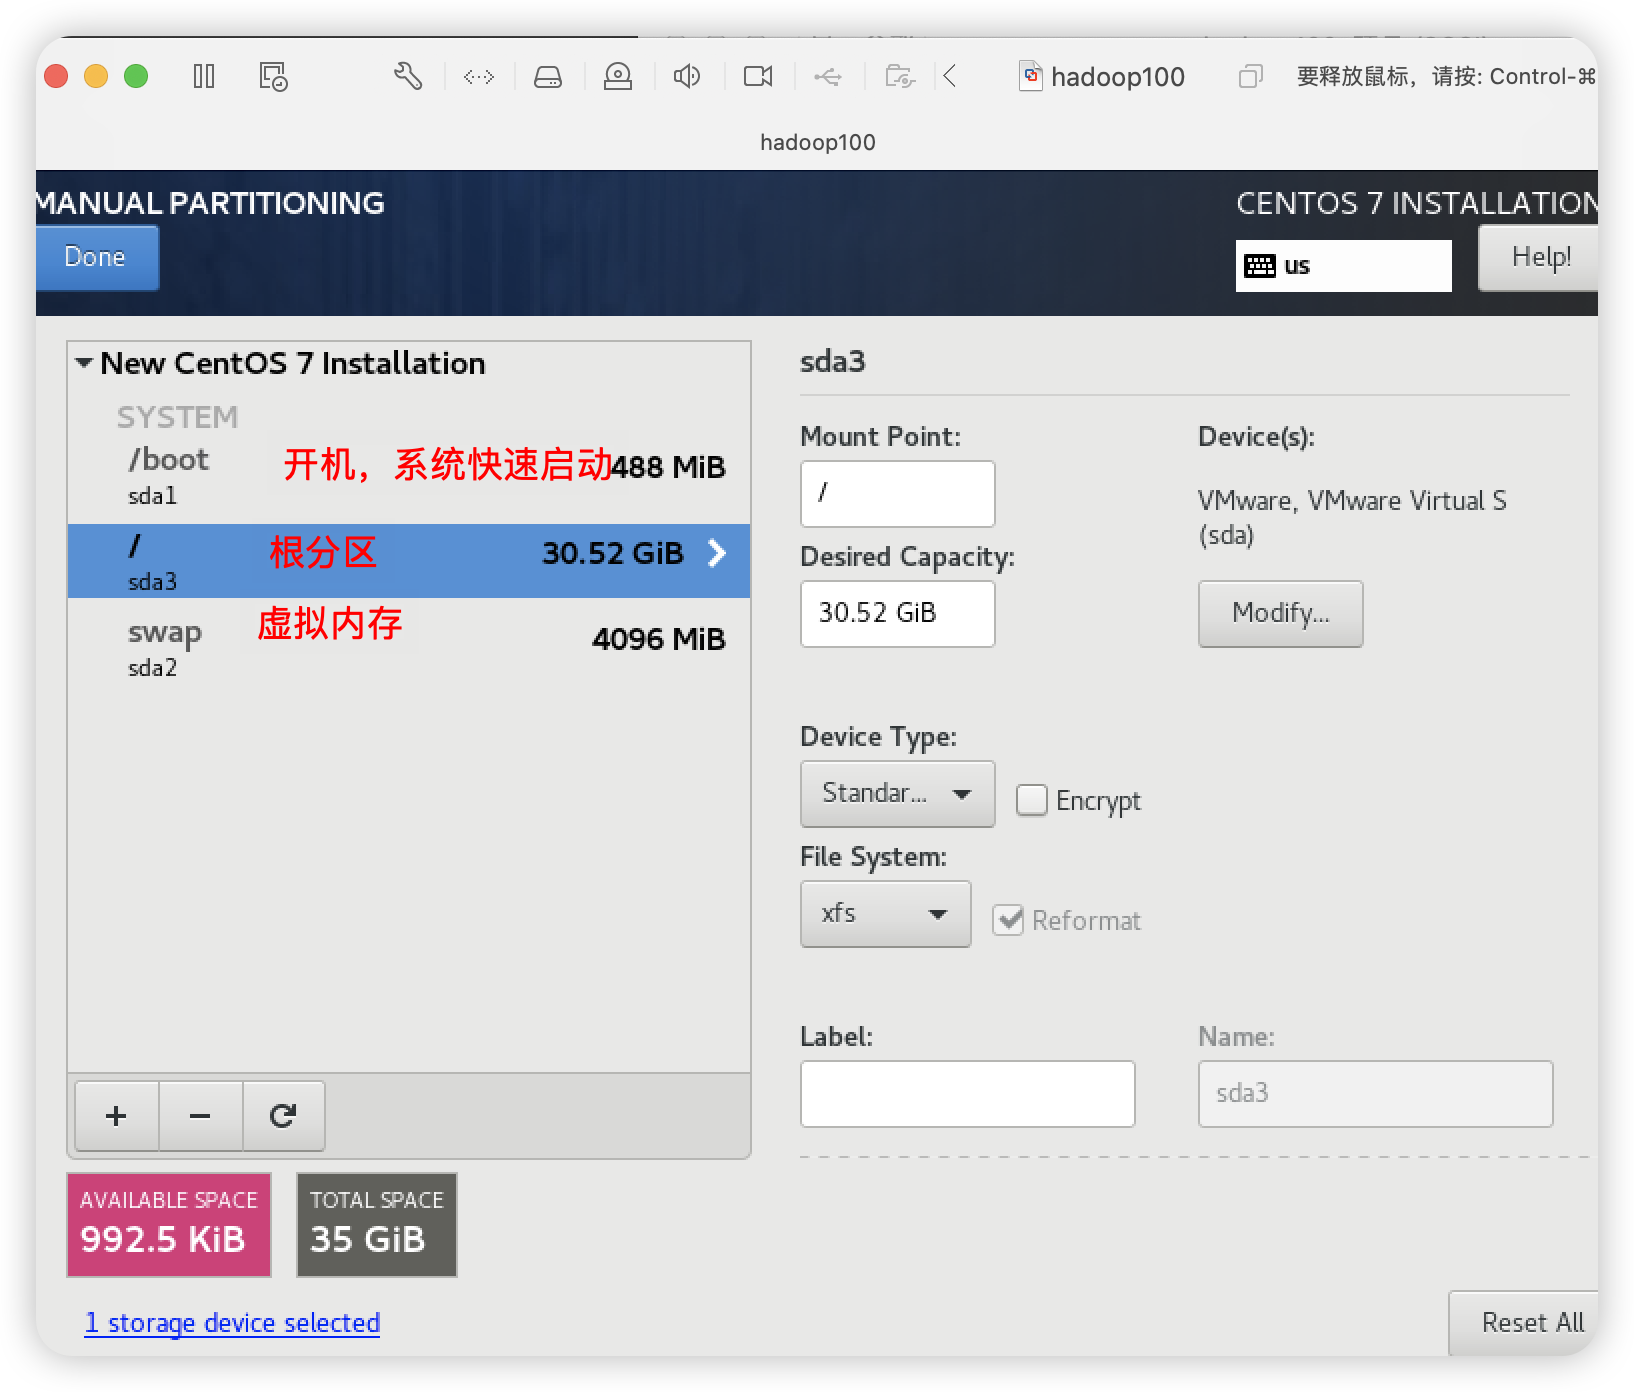 hadoop100
要释放鼠标，请按: Control-⌘
hadoop100
MANUAL PARTITIONING
CENTOS 7 INSTALLATION
Done
us
Help!
New CentOS 7 Installation
SYSTEM
/boot
开机，系统快速启动
488 MiB
sda1
/
根分区
30.52 GiB
sda3
swap
虚拟内存
4096 MiB
sda2
sda3
Mount Point:
/
Device(s):
VMware, VMware Virtual S
(sda)
Desired Capacity:
30.52 GiB
Modify...
Device Type:
Standar...
Encrypt
File System:
xfs
Reformat
Label:
Name:
sda3
AVAILABLE SPACE
992.5 KiB
TOTAL SPACE
35 GiB
1 storage device selected
Reset All